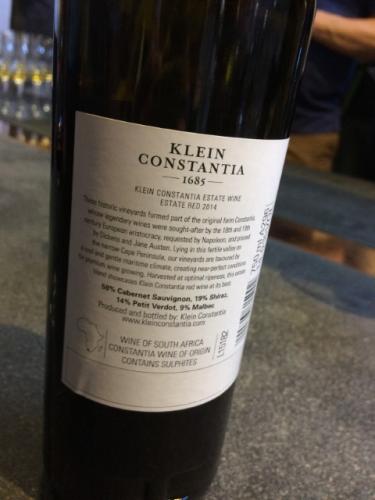 KLEIN
CONSTANTIA
1685
KLEIN CONSTANTIA ESTATE WINE
ESTATE RED 2014
These historic vineyards formed part of the original farm Constantia,
whose legendary wines were sought-after by the 18th and 19th
century European aristocracy, requested by Napoleon, and praised
by Dickens and Jane Austen. Lying in this fertile valley on
the narrow Cape Peninsula, our vineyards are favoured by
soil and gentle maritime climate, creating near-perfect conditions
for premium wine growing. Harvested at optimal ripeness, this estate
blend showcases Klein Constantia red wine at its best.
58% Cabernet Sauvignon, 19% Shiraz,
14% Petit Verdot, 9% Malbec
Produced and bottled by: Klein Constantia
www.kleinconstantia.com
WINE OF SOUTH AFRICA
CONSTANTIA WINE OF ORIGIN
CONTAINS SULPHITES
L15192